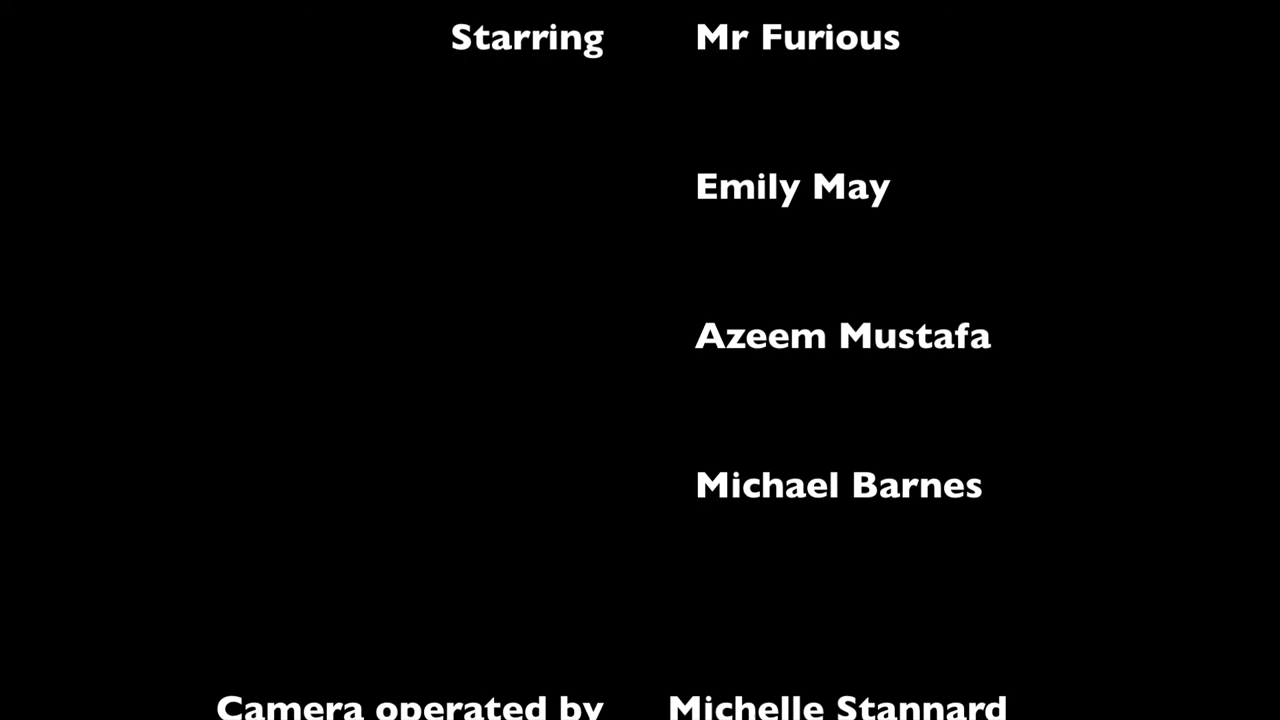 Starring Mr Furious
Emily May
Azeem Mustafa
Michael Barnes
Camera operated by Michelle Stannard